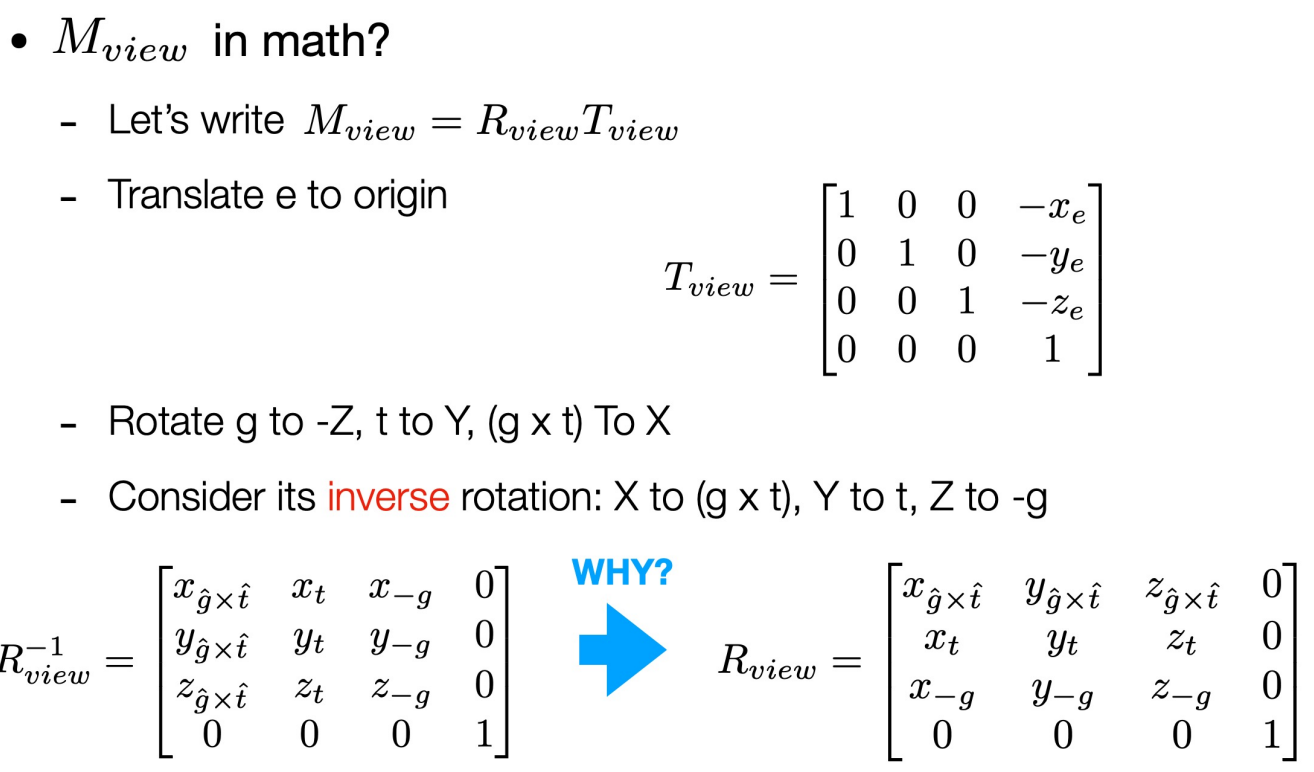 • $M_{view}$ in math?
- Let's write $M_{view} = R_{view}T_{view}$
- Translate e to origin
$T_{view} = \begin{bmatrix} 1 & 0 & 0 & -x_e \\ 0 & 1 & 0 & -y_e \\ 0 & 0 & 1 & -z_e \\ 0 & 0 & 0 & 1 \end{bmatrix}$
- Rotate g to -Z, t to Y, (g x t) To X
- Consider its inverse rotation: X to (g x t), Y to t, Z to -g
$R_{view}^{-1} = \begin{bmatrix} x_{\hat{g}\times\hat{t}} & x_t & x_{-g} & 0 \\ y_{\hat{g}\times\hat{t}} & y_t & y_{-g} & 0 \\ z_{\hat{g}\times\hat{t}} & z_t & z_{-g} & 0 \\ 0 & 0 & 0 & 1 \end{bmatrix}$
WHY?
$R_{view} = \begin{bmatrix} x_{\hat{g}\times\hat{t}} & y_{\hat{g}\times\hat{t}} & z_{\hat{g}\times\hat{t}} & 0 \\ x_t & y_t & z_t & 0 \\ x_{-g} & y_{-g} & z_{-g} & 0 \\ 0 & 0 & 0 & 1 \end{bmatrix}$